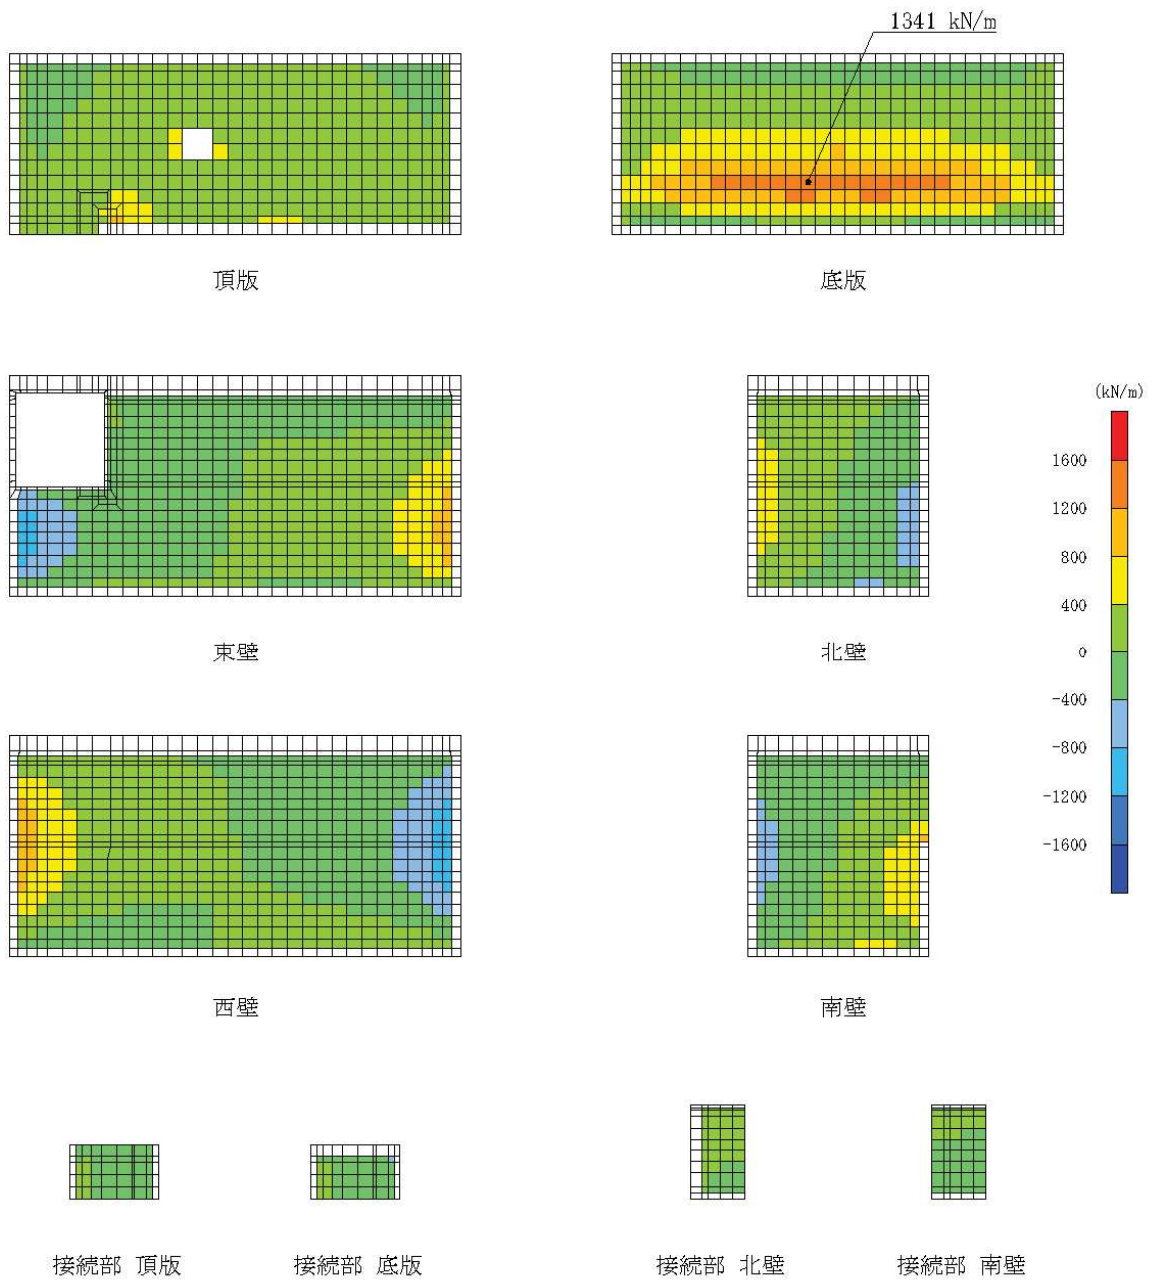 1341 kN/m
頂版
底版
(kN/m)
1600
1200
800
400
0
-400
-800
-1200
-1600
東壁
北壁
西壁
南壁
接続部 頂版
接続部 底版
接続部 北壁
接続部 南壁